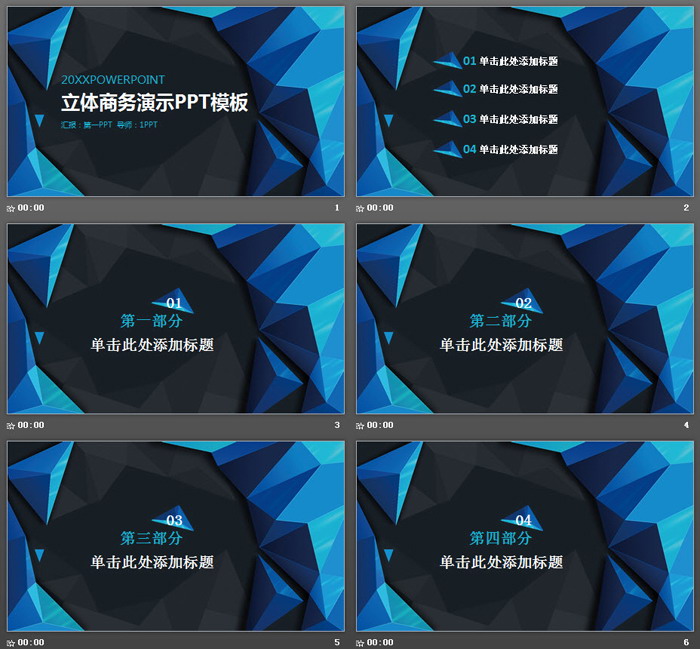 20XXPOWERPOINT
立体商务演示PPT模板
汇报：第一PPT 导师：1PPT
00:00 1
01 单击此处添加标题
02 单击此处添加标题
03 单击此处添加标题
04 单击此处添加标题
00:00 2
01
第一部分
单击此处添加标题
00:00 3
02
第二部分
单击此处添加标题
00:00 4
03
第三部分
单击此处添加标题
00:00 5
04
第四部分
单击此处添加标题
00:00 6